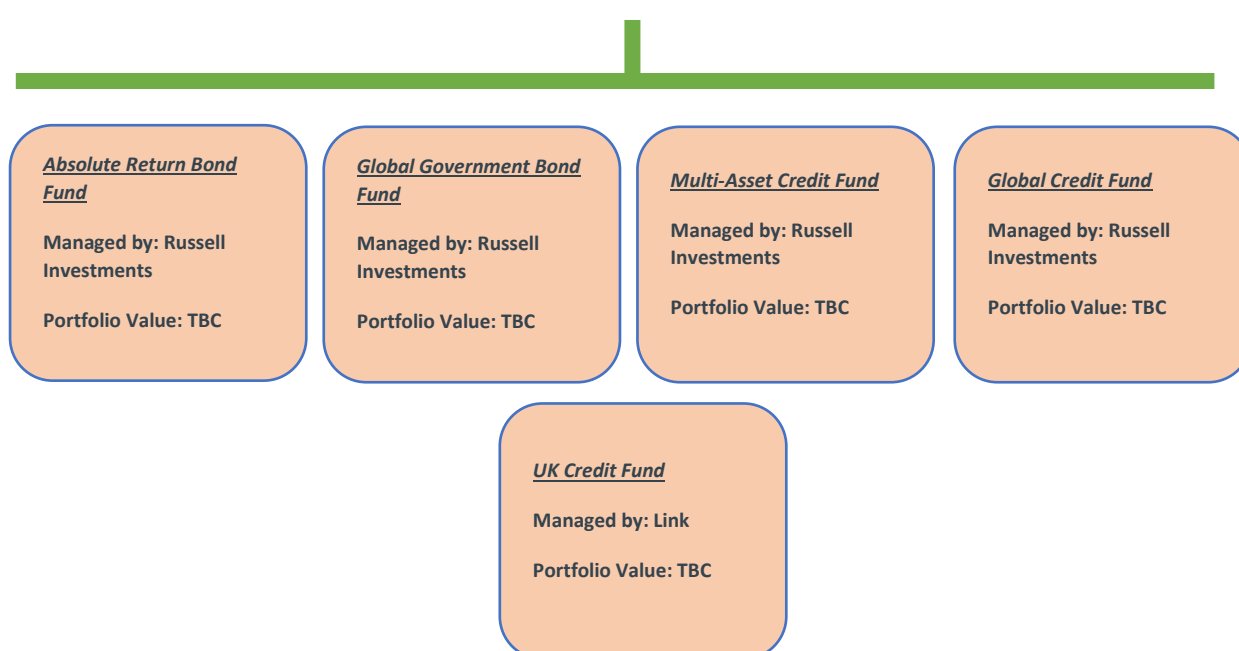 Absolute Return Bond
Fund
Managed by: Russell
Investments
Portfolio Value: TBC
Global Government Bond
Fund
Managed by: Russell
Investments
Portfolio Value: TBC
Multi-Asset Credit Fund
Managed by: Russell
Investments
Portfolio Value: TBC
Global Credit Fund
Managed by: Russell
Investments
Portfolio Value: TBC
UK Credit Fund
Managed by: Link
Portfolio Value: TBC